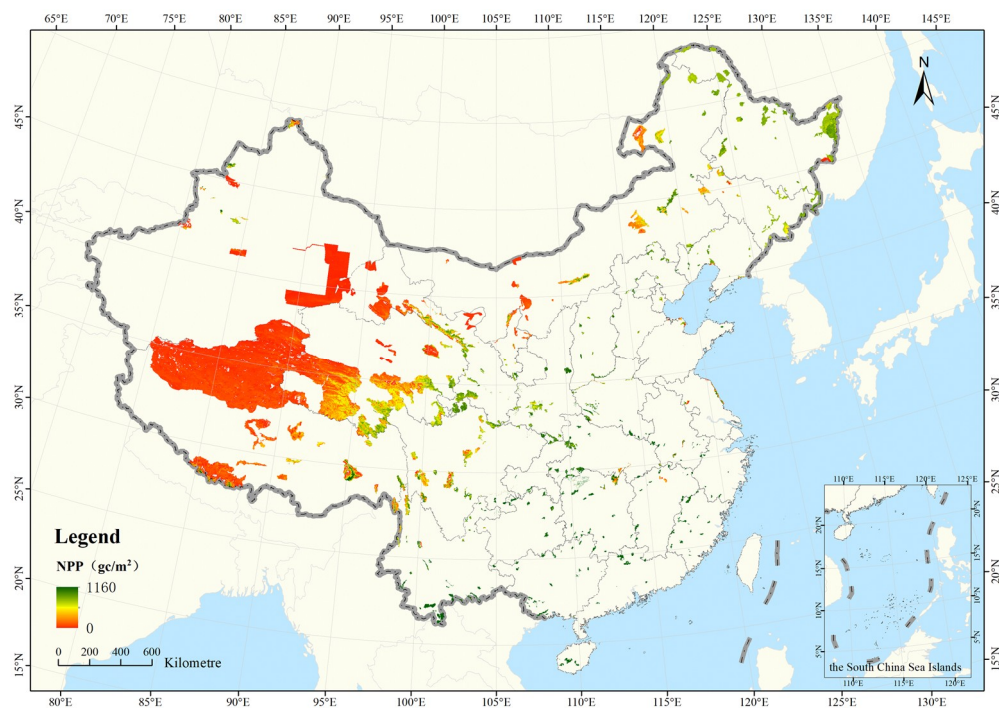 65°E 70°E 75°E 80°E 85°E 90°E 95°E 100°E 105°E 110°E 115°E 120°E 125°E 130°E 135°E 140°E 145°E
N
45°N 45°N
40°N 40°N
35°N 35°N
30°N 30°N
25°N 25°N
20°N 20°N
15°N 15°N
110°E 115°E 120°E 125°E
20°N 20°N
15°N 15°N
10°N 10°N
5°N 5°N
the South China Sea Islands
110°E 115°E 120°E
Legend
NPP（gc/m²）
1160
0
0 200 400 600 Kilometre
80°E 85°E 90°E 95°E 100°E 105°E 110°E 115°E 120°E 125°E 130°E